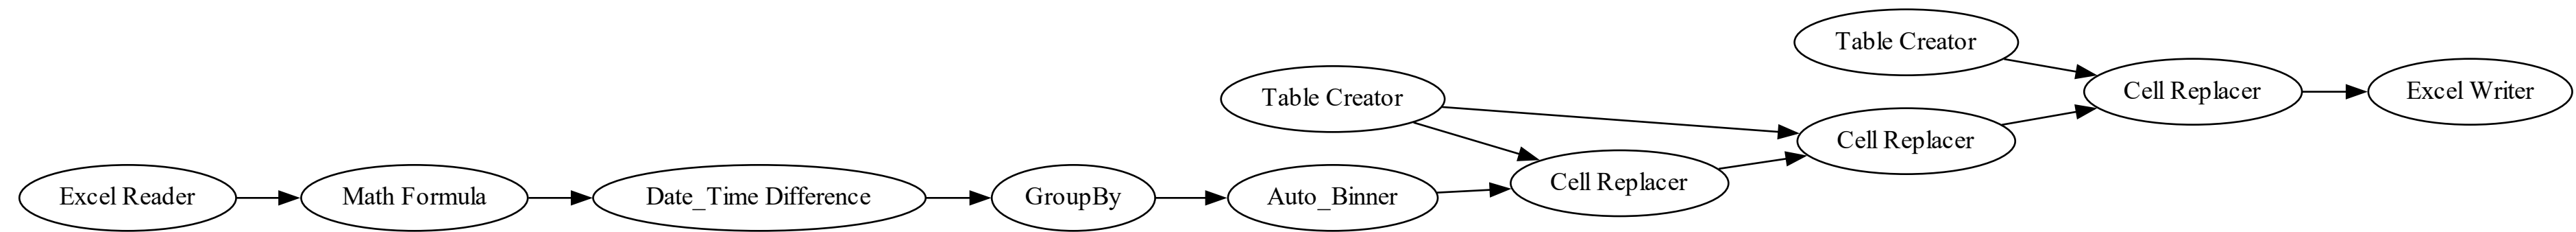 Excel Reader
Math Formula
Date_Time Difference
GroupBy
Auto_Binner
Table Creator
Cell Replacer
Cell Replacer
Table Creator
Cell Replacer
Excel Writer